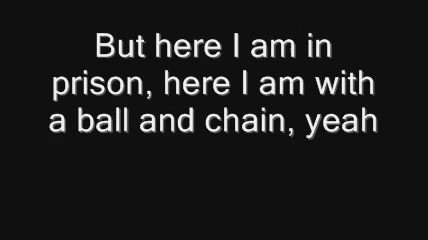 But here I am in
prison, here I am with
a ball and chain, yeah